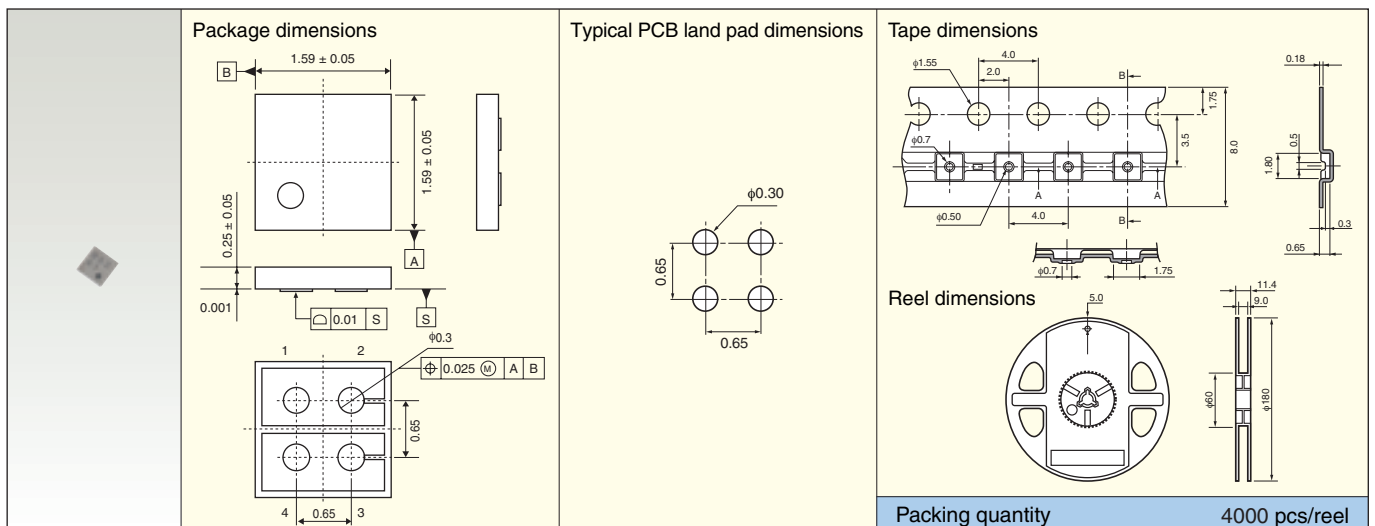 Package dimensions
1.59 ± 0.05
B
1.59 ± 0.05
A
0.25 ± 0.05
0.001
0.01 S
S
φ0.3
0.025 Ⓜ A B
1 2
0.65
4 3
0.65
Typical PCB land pad dimensions
φ0.30
0.65
0.65
Tape dimensions
4.0
2.0
φ1.55
B
1.75
3.5
8.0
φ0.7
A A
φ0.50
4.0
B
φ0.7
1.75
0.18
0.5
1.80
0.3
0.65
Reel dimensions
5.0
11.4
9.0
φ60
φ180
Packing quantity 4000 pcs/reel